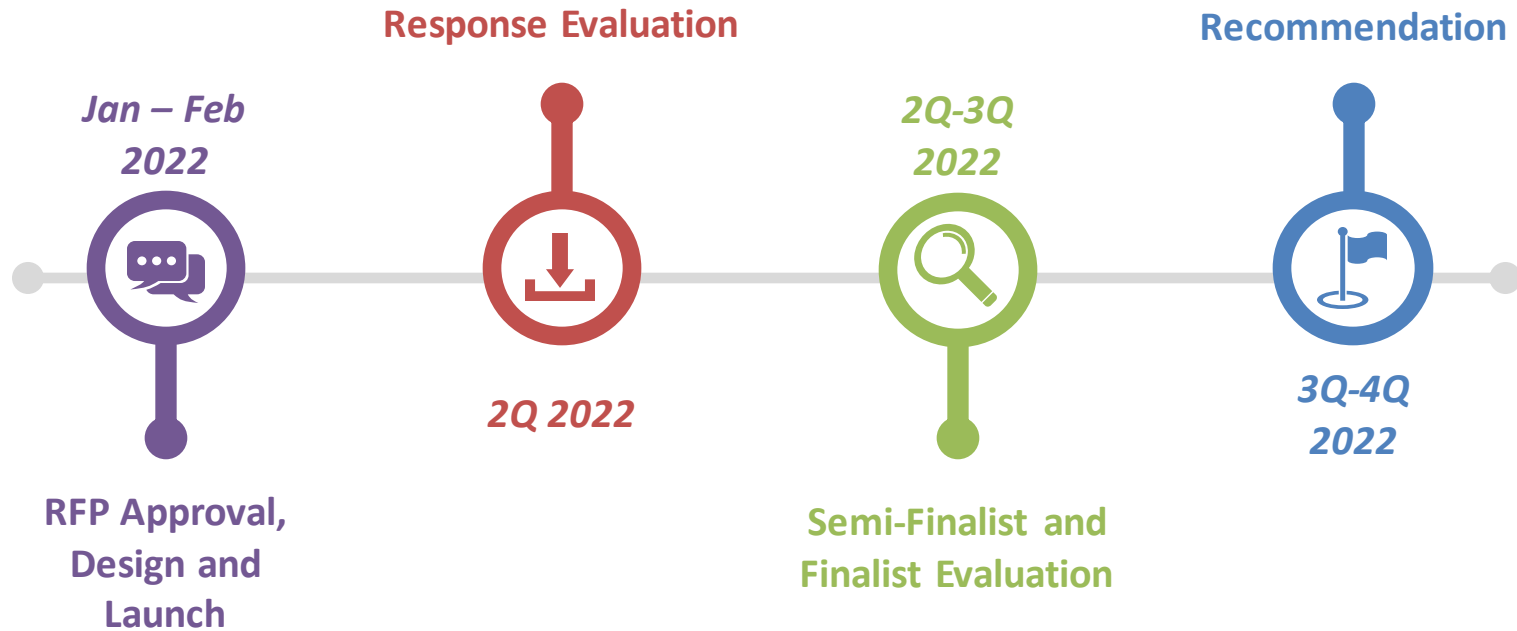 Jan – Feb
2022
RFP Approval,
Design and
Launch
Response Evaluation
2Q 2022
2Q-3Q
2022
Semi-Finalist and
Finalist Evaluation
Recommendation
3Q-4Q
2022